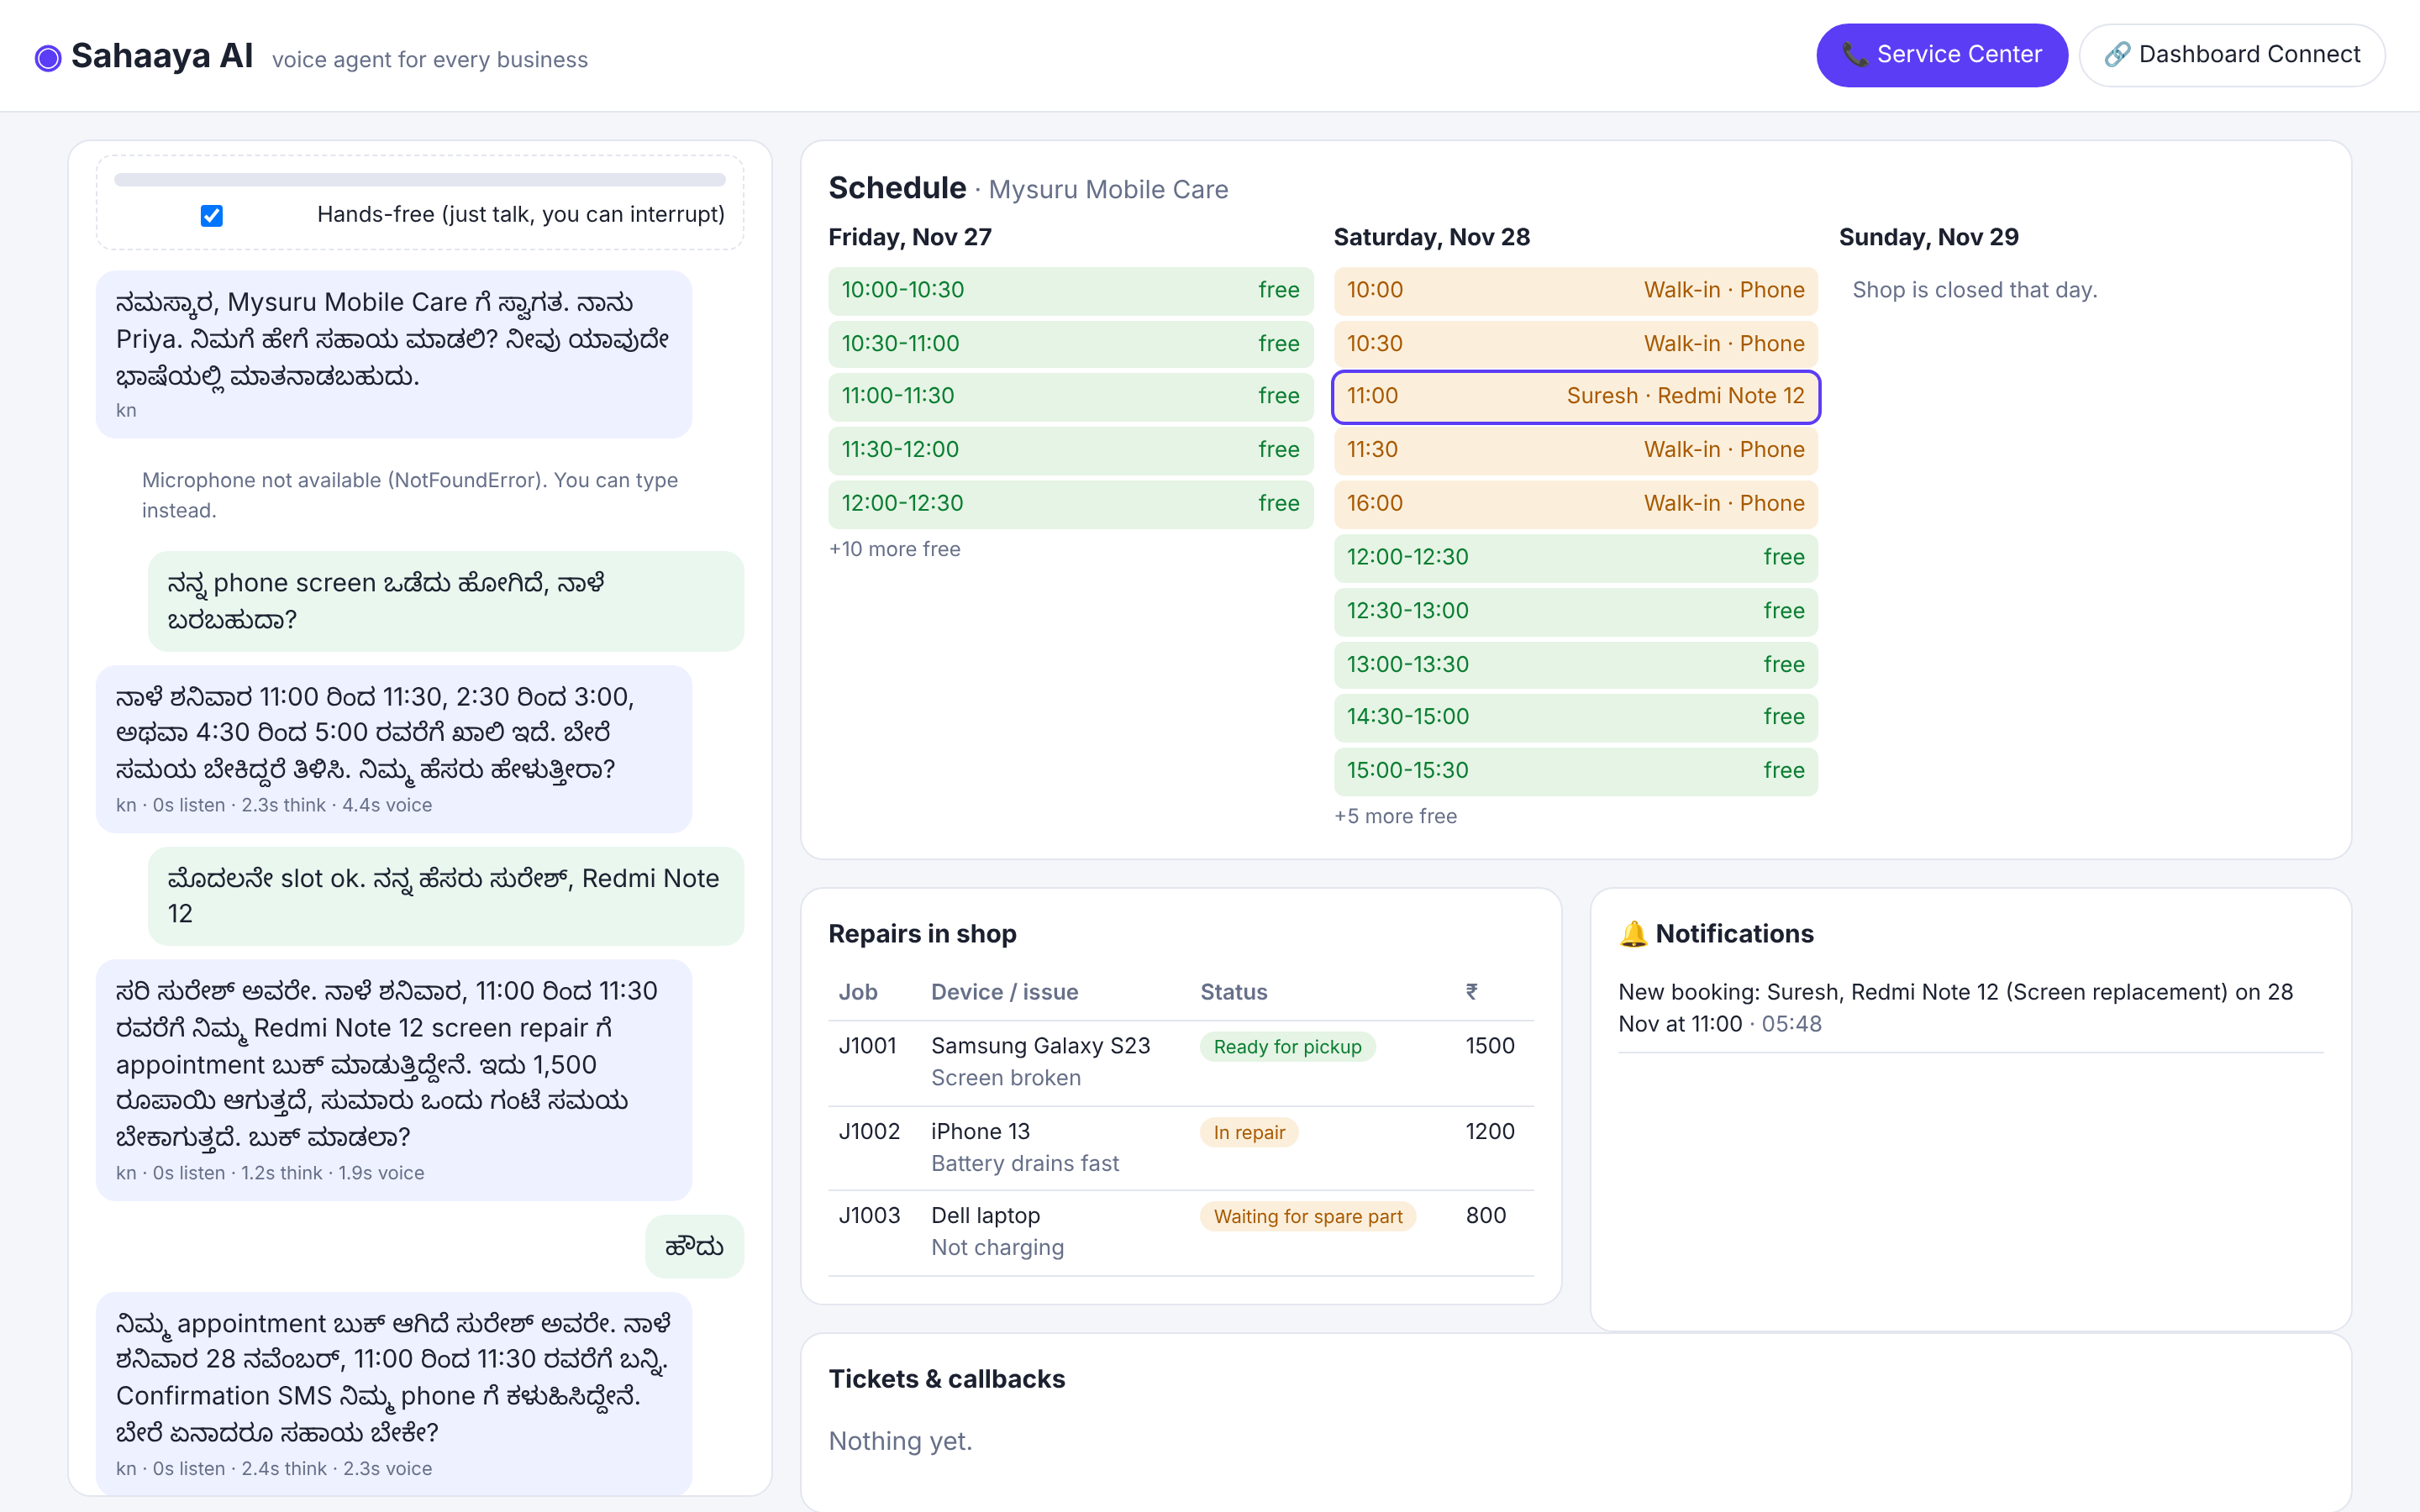 Sahaaya AI voice agent for every business
📞 Service Center
🔗 Dashboard Connect
Hands-free (just talk, you can interrupt)
ನಮಸ್ಕಾರ, Mysuru Mobile Care ಗೆ ಸ್ವಾಗತ. ನಾನು
Priya. ನಿಮಗೆ ಹೇಗೆ ಸಹಾಯ ಮಾಡಲಿ? ನೀವು ಯಾವುದೇ
ಭಾಷೆಯಲ್ಲಿ ಮಾತನಾಡಬಹುದು.
kn
Microphone not available (NotFoundError). You can type
instead.
ನನ್ನ phone screen ಒಡೆದು ಹೋಗಿದೆ, ನಾಳೆ
ಬರಬಹುದಾ?
ನಾಳೆ ಶನಿವಾರ 11:00 ರಿಂದ 11:30, 2:30 ರಿಂದ 3:00,
ಅಥವಾ 4:30 ರಿಂದ 5:00 ರವರೆಗೆ ಖಾಲಿ ಇದೆ. ಬೇರೆ
ಸಮಯ ಬೇಕಿದ್ದರೆ ತಿಳಿಸಿ. ನಿಮ್ಮ ಹೆಸರು ಹೇಳುತ್ತೀರಾ?
kn · 0s listen · 2.3s think · 4.4s voice
ಮೊದಲನೇ slot ok. ನನ್ನ ಹೆಸರು ಸುರೇಶ್, Redmi Note
12
ಸರಿ ಸುರೇಶ್ ಅವರೇ. ನಾಳೆ ಶನಿವಾರ, 11:00 ರಿಂದ 11:30
ರವರೆಗೆ ನಿಮ್ಮ Redmi Note 12 screen repair ಗೆ
appointment ಬುಕ್ ಮಾಡುತ್ತಿದ್ದೇನೆ. ಇದು 1,500
ರೂಪಾಯಿ ಆಗುತ್ತದೆ, ಸುಮಾರು ಒಂದು ಗಂಟೆ ಸಮಯ
ಬೇಕಾಗುತ್ತದೆ. ಬುಕ್ ಮಾಡಲಾ?
kn · 0s listen · 1.2s think · 1.9s voice
ಹೌದು
ನಿಮ್ಮ appointment ಬುಕ್ ಆಗಿದೆ ಸುರೇಶ್ ಅವರೇ. ನಾಳೆ
ಶನಿವಾರ 28 ನವೆಂಬರ್, 11:00 ರಿಂದ 11:30 ರವರೆಗೆ ಬನ್ನಿ.
Confirmation SMS ನಿಮ್ಮ phone ಗೆ ಕಳುಹಿಸಿದ್ದೇನೆ.
ಬೇರೆ ಏನಾದರೂ ಸಹಾಯ ಬೇಕೇ?
kn · 0s listen · 2.4s think · 2.3s voice
Schedule · Mysuru Mobile Care
Friday, Nov 27
10:00-10:30 free
10:30-11:00 free
11:00-11:30 free
11:30-12:00 free
12:00-12:30 free
+10 more free
Saturday, Nov 28
10:00 Walk-in · Phone
10:30 Walk-in · Phone
11:00 Suresh · Redmi Note 12
11:30 Walk-in · Phone
16:00 Walk-in · Phone
12:00-12:30 free
12:30-13:00 free
13:00-13:30 free
14:30-15:00 free
15:00-15:30 free
+5 more free
Sunday, Nov 29
Shop is closed that day.
Repairs in shop
Job Device / issue Status ₹
J1001 Samsung Galaxy S23 Ready for pickup 1500
Screen broken
J1002 iPhone 13 In repair 1200
Battery drains fast
J1003 Dell laptop Waiting for spare part 800
Not charging
🔔 Notifications
New booking: Suresh, Redmi Note 12 (Screen replacement) on 28
Nov at 11:00 · 05:48
Tickets & callbacks
Nothing yet.